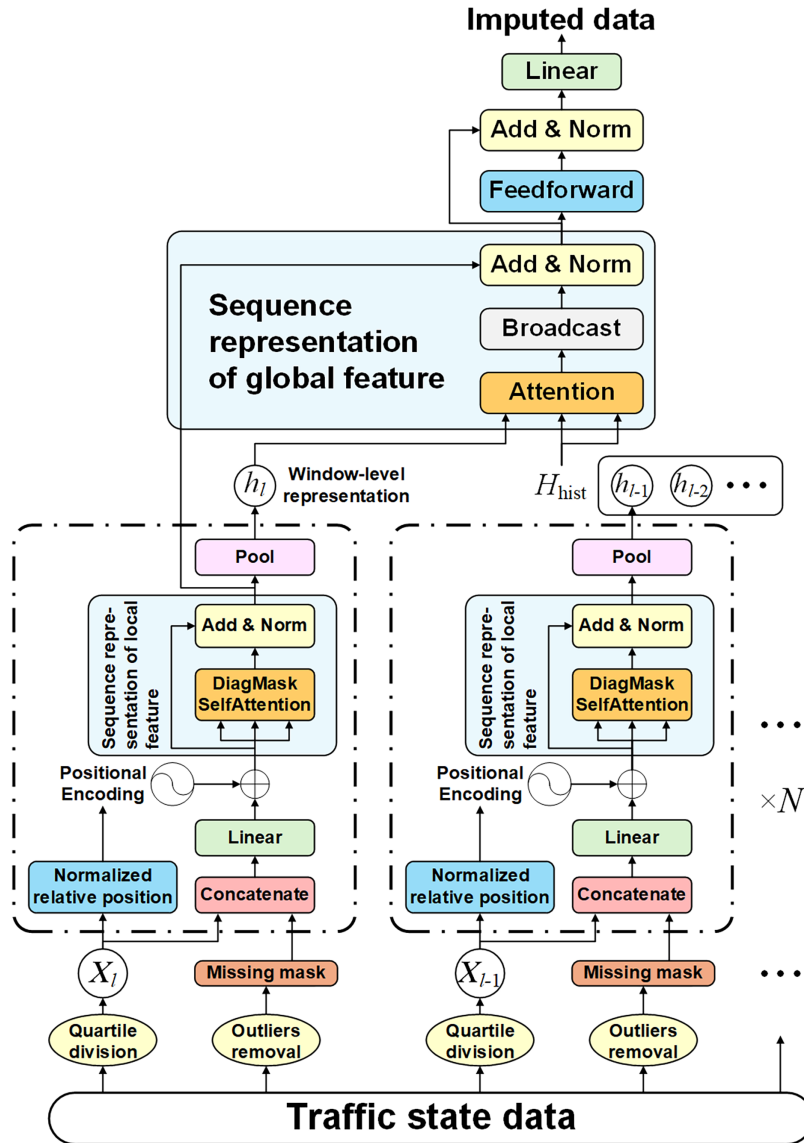 Imputed data
Linear
Add & Norm
Feedforward
Add & Norm
Sequence
representation
of global feature
Broadcast
Attention
h_l
Window-level
representation
H_hist
h_{l-1}
h_{l-2}
...
Pool
Sequence repre-
sentation of local
feature
Add & Norm
DiagMask
SelfAttention
Positional
Encoding
Linear
Normalized
relative position
Concatenate
X_l
Missing mask
Quartile
division
Outliers
removal
Pool
Sequence repre-
sentation of local
feature
Add & Norm
DiagMask
SelfAttention
Positional
Encoding
Linear
Normalized
relative position
Concatenate
X_{l-1}
Missing mask
Quartile
division
Outliers
removal
...
×N
...
Traffic state data